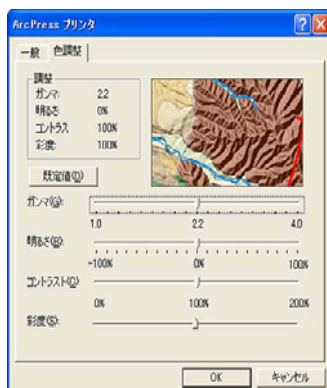 ArcPress プリンタ
一般 色調整
調整
ガンマ: 2.2
明るさ 0%
コントラス 100%
彩度: 100%
既定値(D)
ガンマ(G):
1.0 2.2 4.0
明るさ(B):
-100% 0% 100%
コントラスト(C)
0% 100% 200%
彩度(S):
OK キャンセル